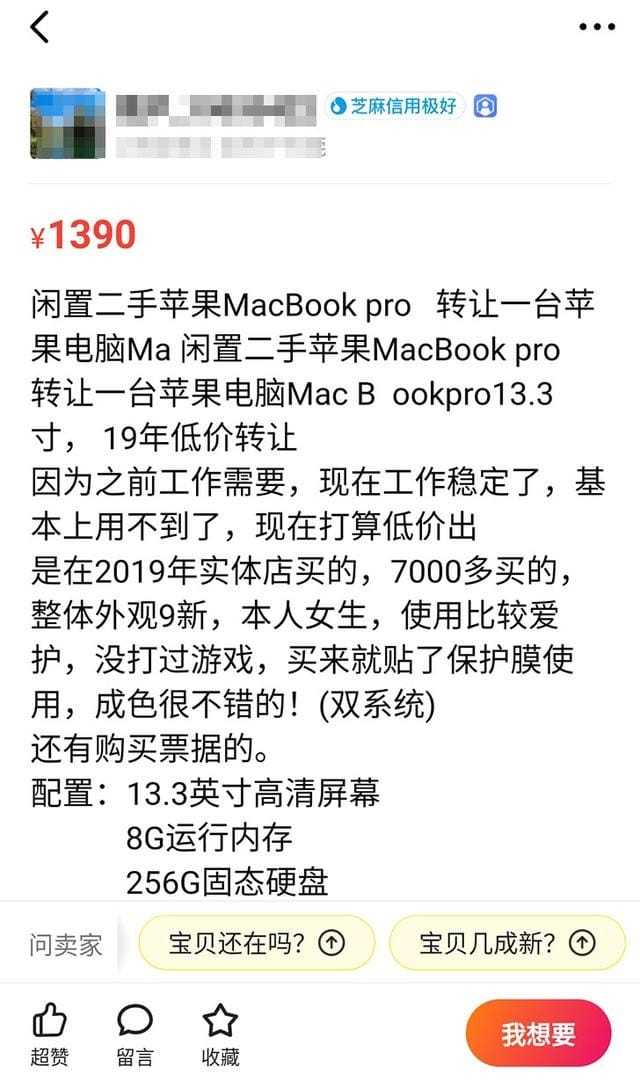 芝麻信用极好
¥1390
闲置二手苹果MacBook pro   转让一台苹
果电脑Ma 闲置二手苹果MacBook pro
转让一台苹果电脑Mac B  ookpro13.3
寸， 19年低价转让
因为之前工作需要，现在工作稳定了，基
本上用不到了，现在打算低价出
是在2019年实体店买的，7000多买的，
整体外观9新，本人女生，使用比较爱
护，没打过游戏，买来就贴了保护膜使
用，成色很不错的！(双系统)
还有购买票据的。
配置：13.3英寸高清屏幕
8G运行内存
256G固态硬盘
问卖家 宝贝还在吗？ 宝贝几成新？
超赞 留言 收藏 我想要